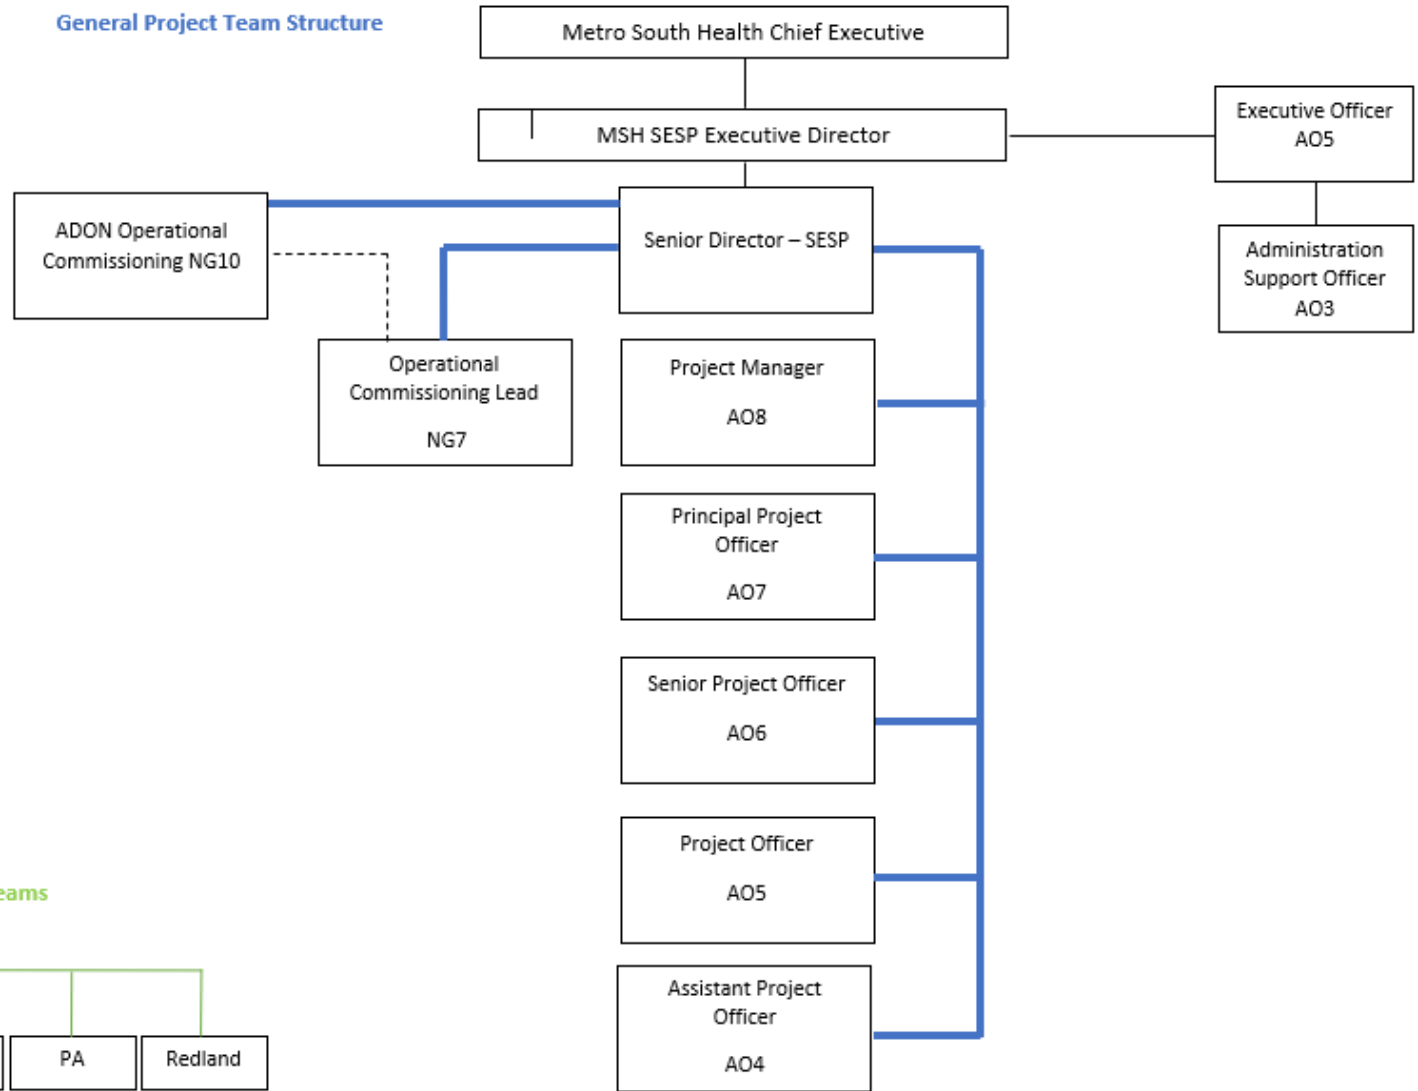 General Project Team Structure
Metro South Health Chief Executive
MSH SESP Executive Director
Executive Officer
AO5
Administration
Support Officer
AO3
ADON Operational
Commissioning NG10
Senior Director – SESP
Operational
Commissioning Lead
NG7
Project Manager
AO8
Principal Project
Officer
AO7
Senior Project Officer
AO6
Project Officer
AO5
Assistant Project
Officer
AO4
eams
PA
Redland